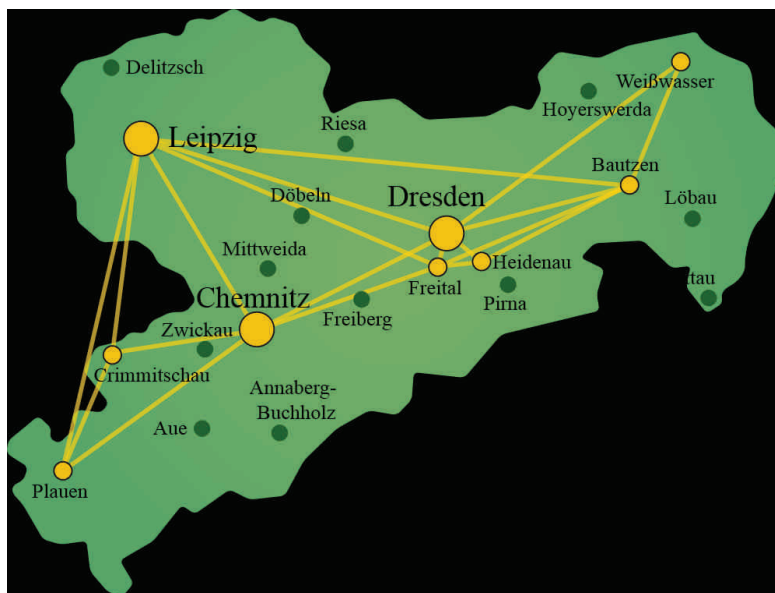 Delitzsch
Weißwasser
Hoyerswerda
Riesa
Leipzig
Bautzen
Dresden
Döbeln
Löbau
Mittweida
Heidenau
Freital
Pirna
Chemnitz
Freiberg
Zwickau
Crimmitschau
Annaberg-
Buchholz
Aue
Plauen